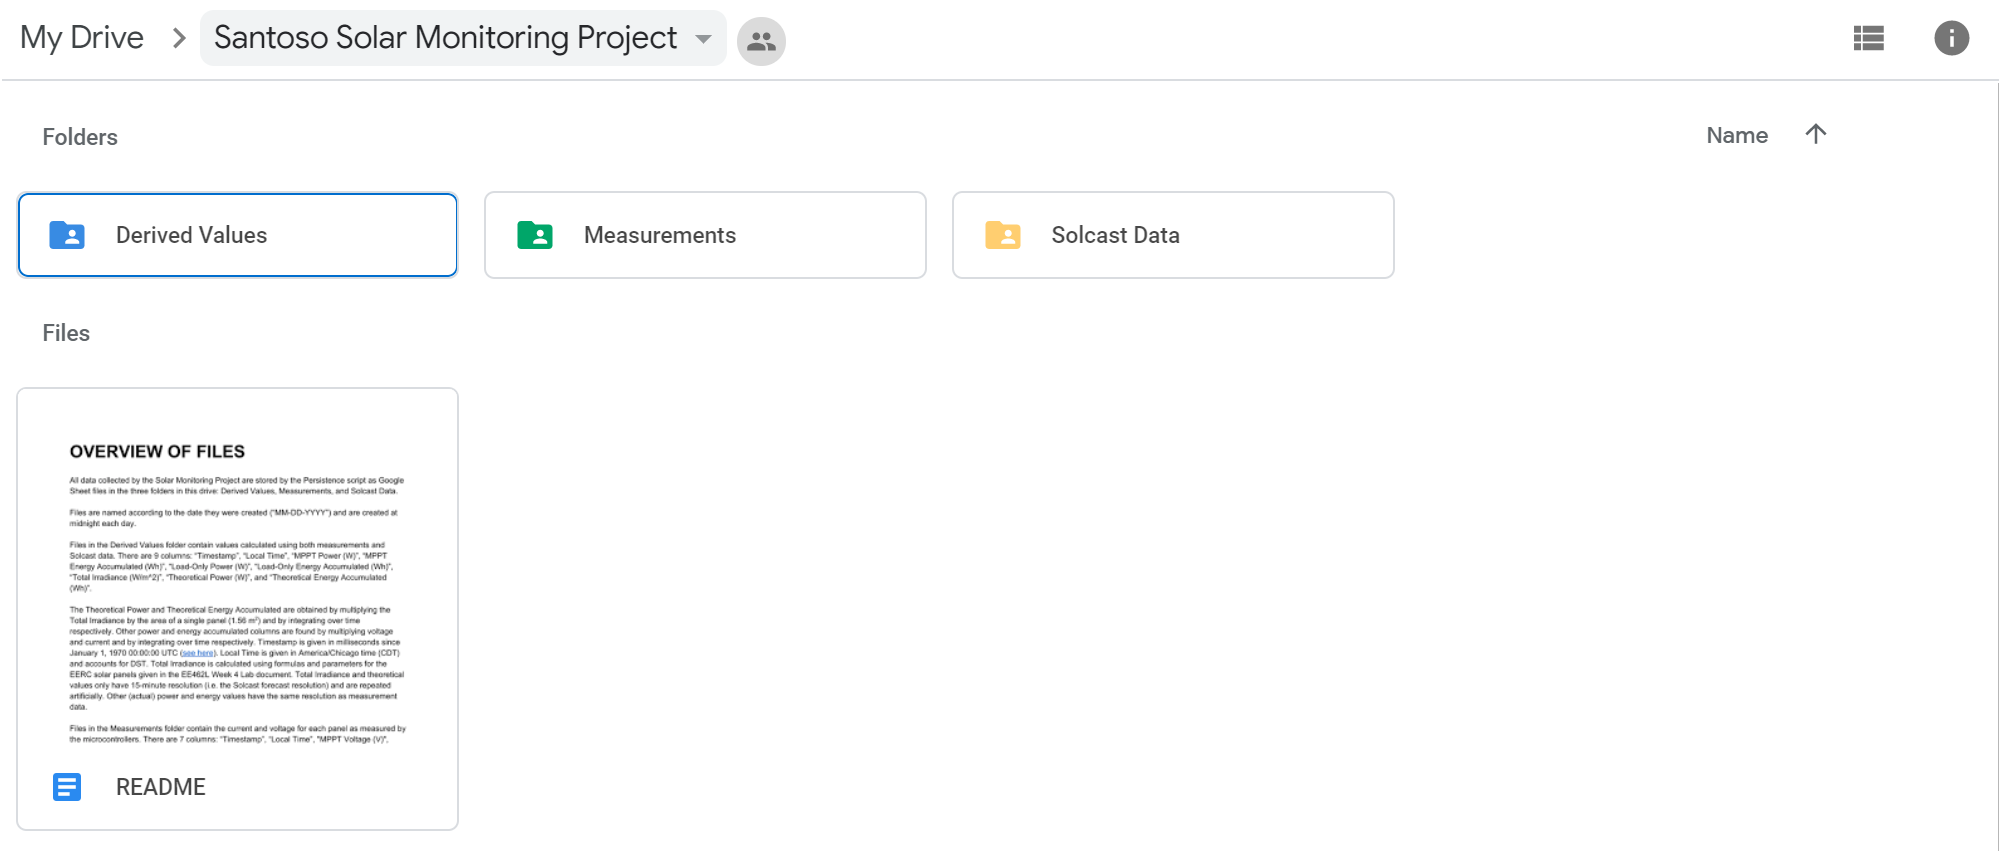 My Drive
Santoso Solar Monitoring Project
Folders
Name
Derived Values
Measurements
Solcast Data
Files
OVERVIEW OF FILES
All data collected by the Solar Monitoring Project are stored by the Persistence script as Google
Sheet files in the three folders in this drive: Derived Values, Measurements, and Solcast Data.
Files are named according to the date they were created ("MM-DD-YYYY") and are created at
midnight each day.
Files in the Derived Values folder contain values calculated using both measurements and
Solcast data. There are 9 columns: "Timestamp", "Local Time", "MPPT Power (W)", "MPPT
Energy Accumulated (Wh)", "Load-Only Power (W)", "Load-Only Energy Accumulated (Wh)",
"Total Irradiance (W/m^2)", "Theoretical Power (W)", and "Theoretical Energy Accumulated
(Wh)".
The Theoretical Power and Theoretical Energy Accumulated are obtained by multiplying the
Total Irradiance by the area of a single panel (1.56 m²) and by integrating over time
respectively. Other power and energy accumulated columns are found by multiplying voltage
and current and by integrating over time respectively. Timestamp is given in milliseconds since
January 1, 1970 00:00:00 UTC (see here). Local Time is given in America/Chicago time (CDT)
and accounts for DST. Total Irradiance is calculated using formulas and parameters for the
EERC solar panels given in the EE462L Week 4 Lab document. Total Irradiance and theoretical
values only have 15-minute resolution (i.e. the Solcast forecast resolution) and are repeated
artificially. Other (actual) power and energy values have the same resolution as measurement
data.
Files in the Measurements folder contain the current and voltage for each panel as measured by
the microcontrollers. There are 7 columns: "Timestamp", "Local Time", "MPPT Voltage (V)",
README